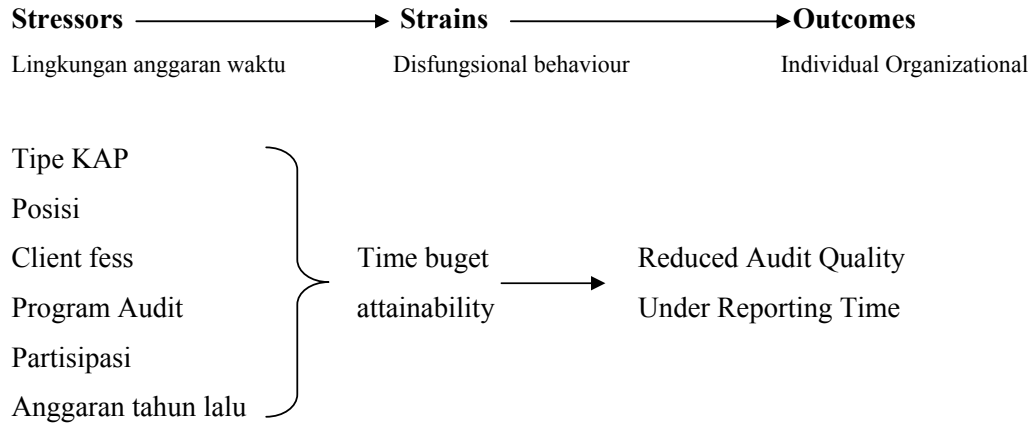 Stressors Strains Outcomes
Lingkungan anggaran waktu Disfungsional behaviour Individual Organizational
Tipe KAP
Posisi
Client fess Time buget Reduced Audit Quality
Program Audit attainability Under Reporting Time
Partisipasi
Anggaran tahun lalu